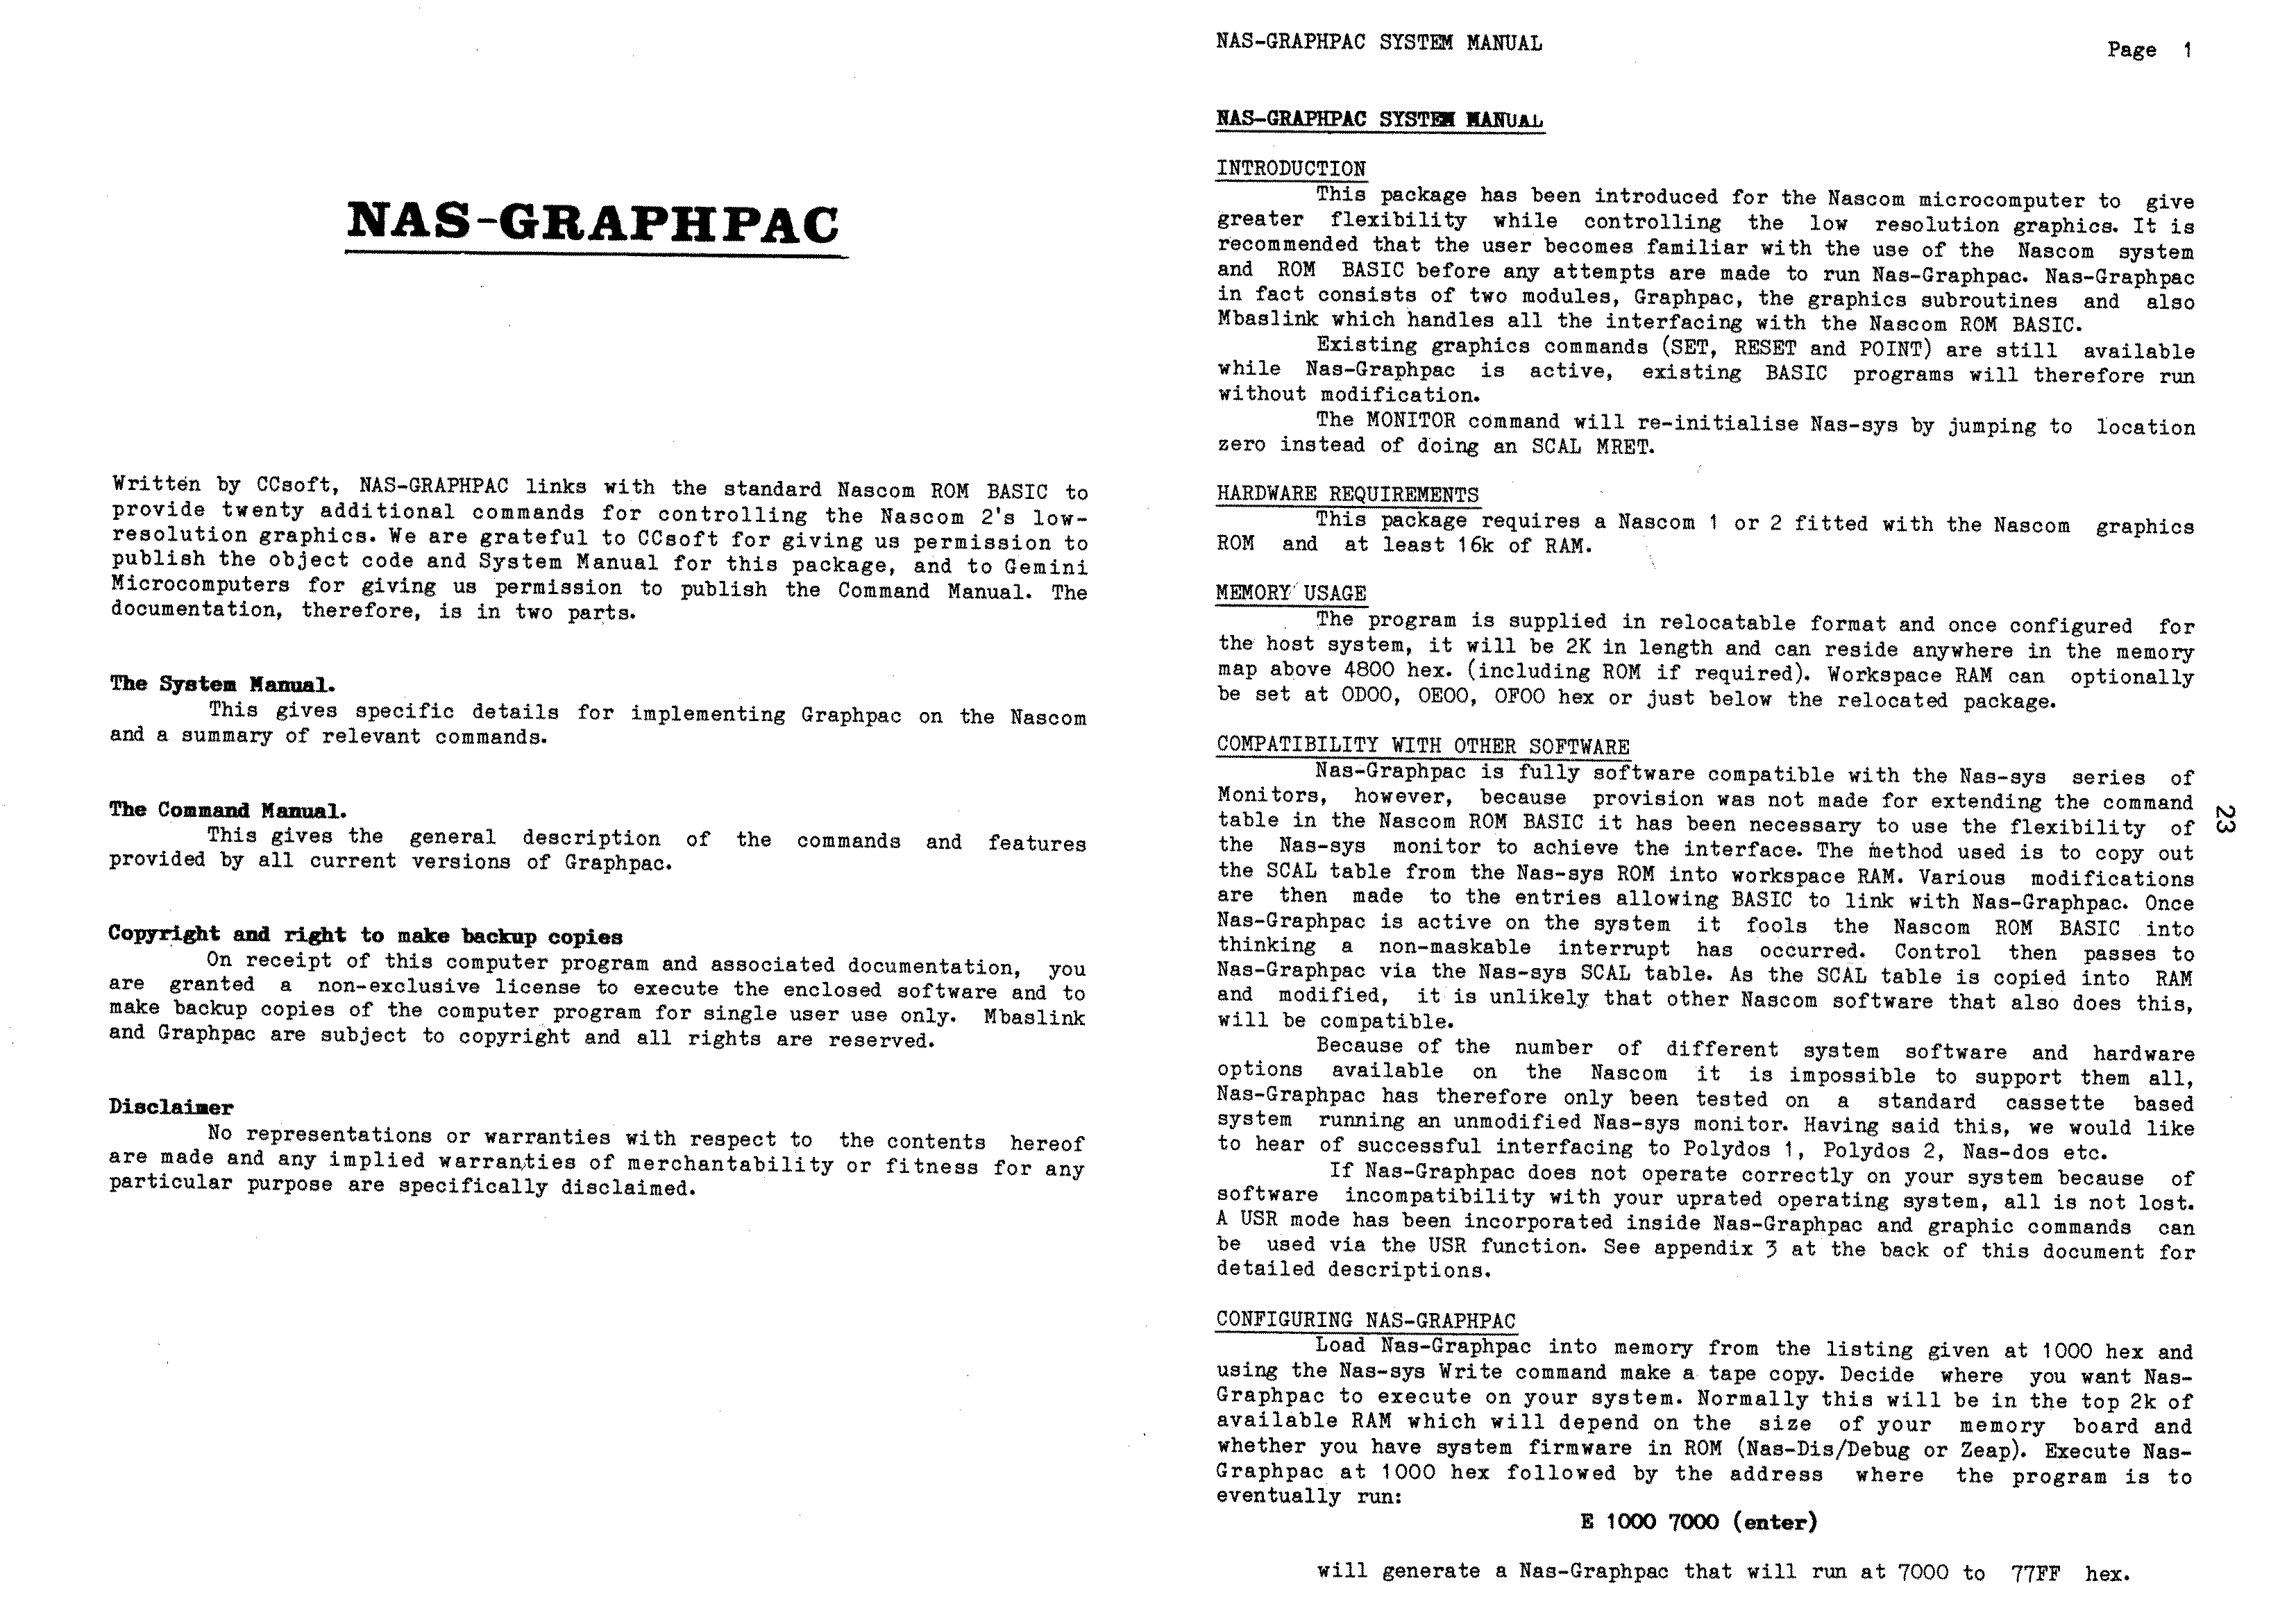 NAS-GRAPHPAC
Written by CCsoft, NAS-GRAPHPAC links with the standard Nascom ROM BASIC to
provide twenty additional commands for controlling the Nascom 2's low-
resolution graphics. We are grateful to CCsoft for giving us permission to
publish the object code and System Manual for this package, and to Gemini
Microcomputers for giving us permission to publish the Command Manual. The
documentation, therefore, is in two parts.
The System Manual.
This gives specific details for implementing Graphpac on the Nascom
and a summary of relevant commands.
The Command Manual.
This gives the general description of the commands and features
provided by all current versions of Graphpac.
Copyright and right to make backup copies
On receipt of this computer program and associated documentation, you
are granted a non-exclusive license to execute the enclosed software and to
make backup copies of the computer program for single user use only. Mbaslink
and Graphpac are subject to copyright and all rights are reserved.
Disclaimer
No representations or warranties with respect to the contents hereof
are made and any implied warranties of merchantability or fitness for any
particular purpose are specifically disclaimed.
NAS-GRAPHPAC SYSTEM MANUAL
Page 1
NAS-GRAPHPAC SYSTEM MANUAL
INTRODUCTION
This package has been introduced for the Nascom microcomputer to give
greater flexibility while controlling the low resolution graphics. It is
recommended that the user becomes familiar with the use of the Nascom system
and ROM BASIC before any attempts are made to run Nas-Graphpac. Nas-Graphpac
in fact consists of two modules, Graphpac, the graphics subroutines and also
Mbaslink which handles all the interfacing with the Nascom ROM BASIC.
Existing graphics commands (SET, RESET and POINT) are still available
while Nas-Graphpac is active, existing BASIC programs will therefore run
without modification.
The MONITOR command will re-initialise Nas-sys by jumping to location
zero instead of doing an SCAL MRET.
HARDWARE REQUIREMENTS
This package requires a Nascom 1 or 2 fitted with the Nascom graphics
ROM and at least 16k of RAM.
MEMORY USAGE
The program is supplied in relocatable format and once configured for
the host system, it will be 2K in length and can reside anywhere in the memory
map above 4800 hex. (including ROM if required). Workspace RAM can optionally
be set at 0D00, 0E00, 0F00 hex or just below the relocated package.
COMPATIBILITY WITH OTHER SOFTWARE
Nas-Graphpac is fully software compatible with the Nas-sys series of
Monitors, however, because provision was not made for extending the command
table in the Nascom ROM BASIC it has been necessary to use the flexibility of
the Nas-sys monitor to achieve the interface. The method used is to copy out
the SCAL table from the Nas-sys ROM into workspace RAM. Various modifications
are then made to the entries allowing BASIC to link with Nas-Graphpac. Once
Nas-Graphpac is active on the system it fools the Nascom ROM BASIC into
thinking a non-maskable interrupt has occurred. Control then passes to
Nas-Graphpac via the Nas-sys SCAL table. As the SCAL table is copied into RAM
and modified, it is unlikely that other Nascom software that also does this,
will be compatible.
Because of the number of different system software and hardware
options available on the Nascom it is impossible to support them all,
Nas-Graphpac has therefore only been tested on a standard cassette based
system running an unmodified Nas-sys monitor. Having said this, we would like
to hear of successful interfacing to Polydos 1, Polydos 2, Nas-dos etc.
If Nas-Graphpac does not operate correctly on your system because of
software incompatibility with your uprated operating system, all is not lost.
A USR mode has been incorporated inside Nas-Graphpac and graphic commands can
be used via the USR function. See appendix 3 at the back of this document for
detailed descriptions.
CONFIGURING NAS-GRAPHPAC
Load Nas-Graphpac into memory from the listing given at 1000 hex and
using the Nas-sys Write command make a tape copy. Decide where you want Nas-
Graphpac to execute on your system. Normally this will be in the top 2k of
available RAM which will depend on the size of your memory board and
whether you have system firmware in ROM (Nas-Dis/Debug or Zeap). Execute Nas-
Graphpac at 1000 hex followed by the address where the program is to
eventually run:
E 1000 7000 (enter)
will generate a Nas-Graphpac that will run at 7000 to 77FF hex.
23